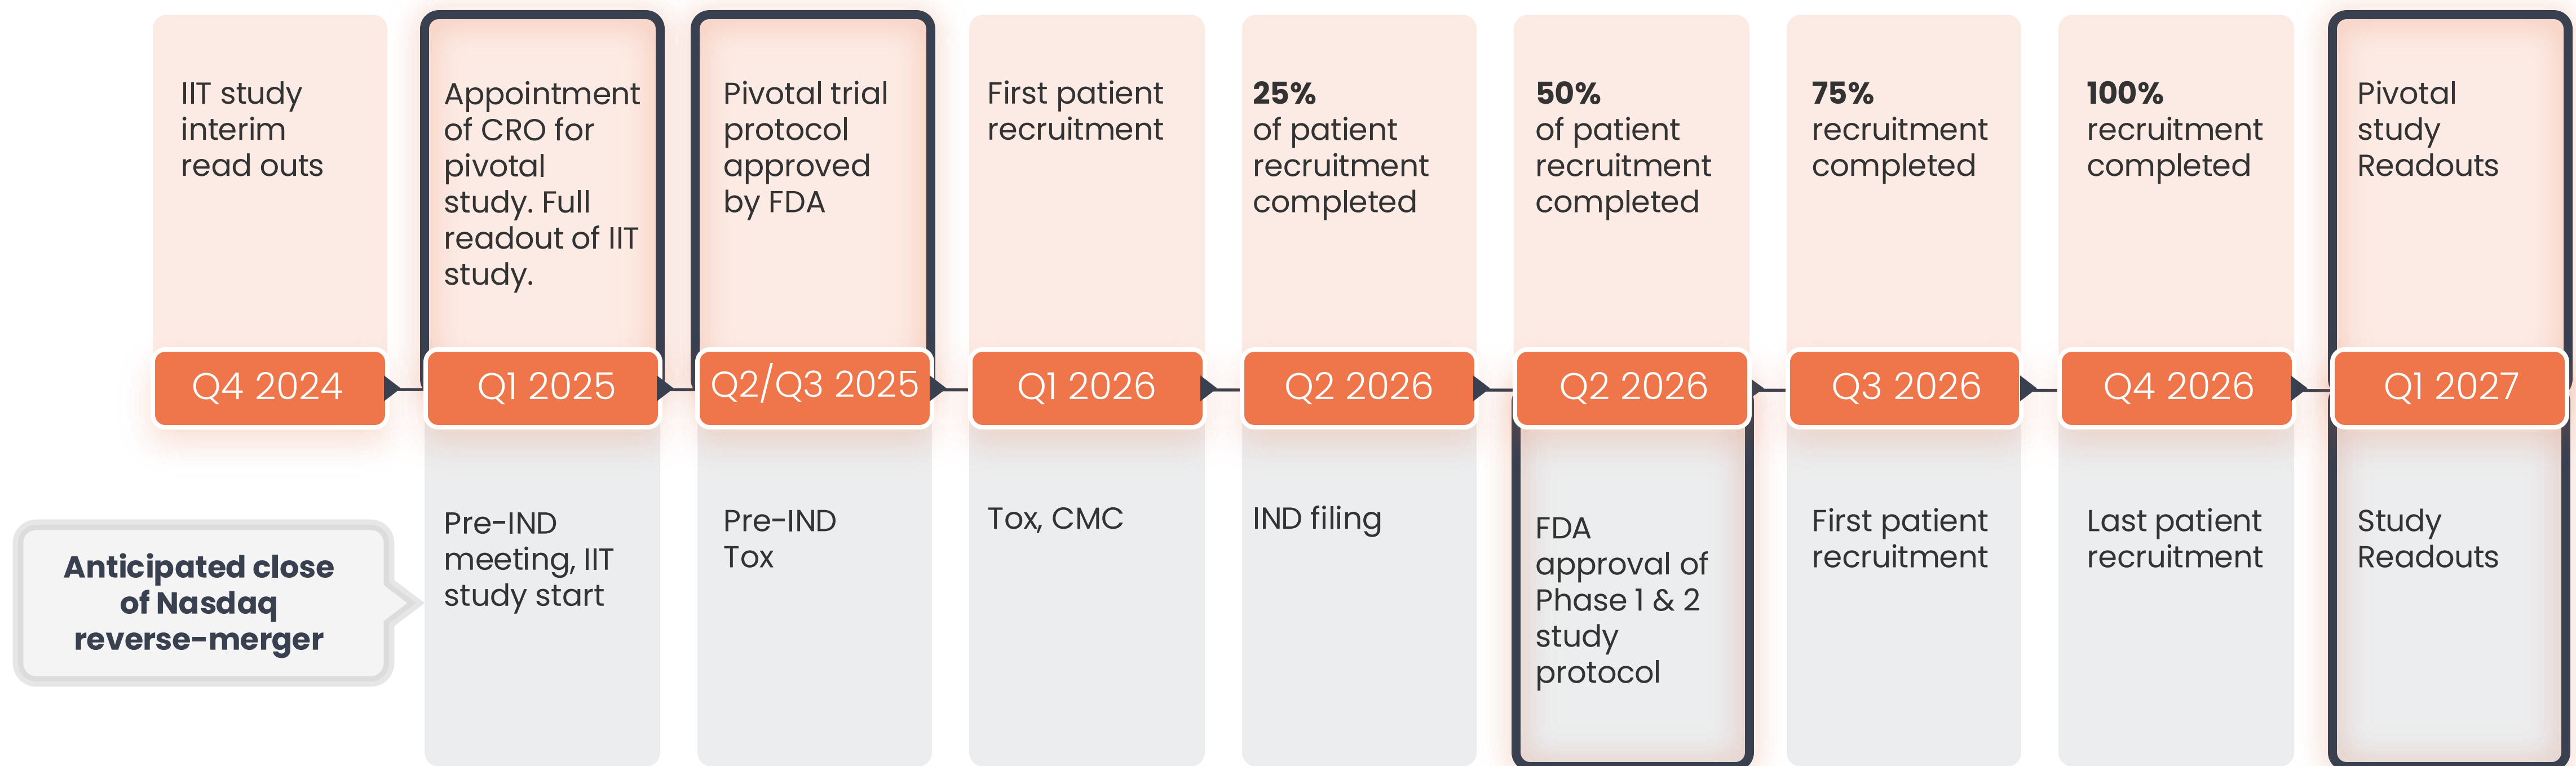 IIT study
interim
read outs
Appointment
of CRO for
pivotal
study. Full
readout of IIT
study.
Pivotal trial
protocol
approved
by FDA
First patient
recruitment
25%
of patient
recruitment
completed
50%
of patient
recruitment
completed
75%
recruitment
completed
100%
recruitment
completed
Pivotal
study
Readouts
Q4 2024
Q1 2025
Q2/Q3 2025
Q1 2026
Q2 2026
Q2 2026
Q3 2026
Q4 2026
Q1 2027
Anticipated close
of Nasdaq
reverse-merger
Pre-IND
meeting, IIT
study start
Pre-IND
Tox
Tox, CMC
IND filing
FDA
approval of
Phase 1 & 2
study
protocol
First patient
recruitment
Last patient
recruitment
Study
Readouts